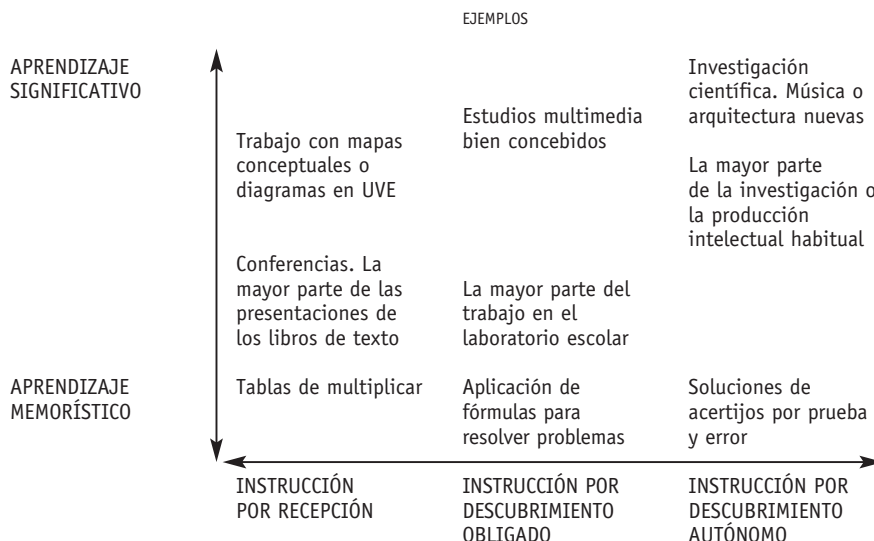 EJEMPLOS
APRENDIZAJE
SIGNIFICATIVO
Trabajo con mapas
conceptuales o
diagramas en UVE
Estudios multimedia
bien concebidos
Investigación
científica. Música o
arquitectura nuevas
La mayor parte
de la investigación o
la producción
intelectual habitual
Conferencias. La
mayor parte de las
presentaciones de
los libros de texto
La mayor parte del
trabajo en el
laboratorio escolar
APRENDIZAJE
MEMORÍSTICO
Tablas de multiplicar
Aplicación de
fórmulas para
resolver problemas
Soluciones de
acertijos por prueba
y error
INSTRUCCIÓN
POR RECEPCIÓN
INSTRUCCIÓN POR
DESCUBRIMIENTO
OBLIGADO
INSTRUCCIÓN POR
DESCUBRIMIENTO
AUTÓNOMO